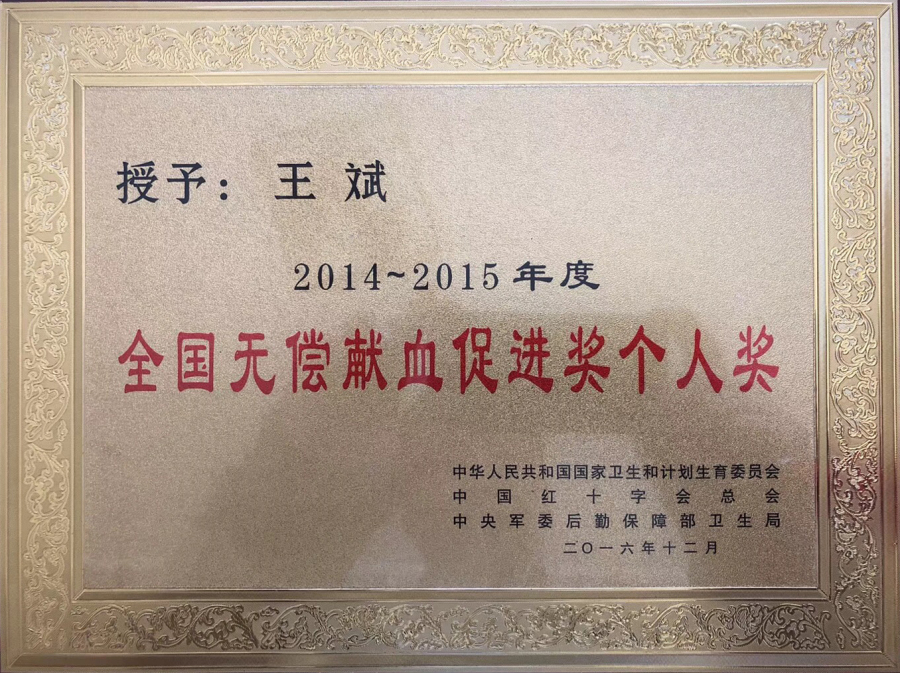 授予：王斌
2014~2015年度
全国无偿献血促进奖个人奖
中华人民共和国国家卫生和计划生育委员会
中国红十字会总会
中央军委后勤保障部卫生局
二〇一六年十二月